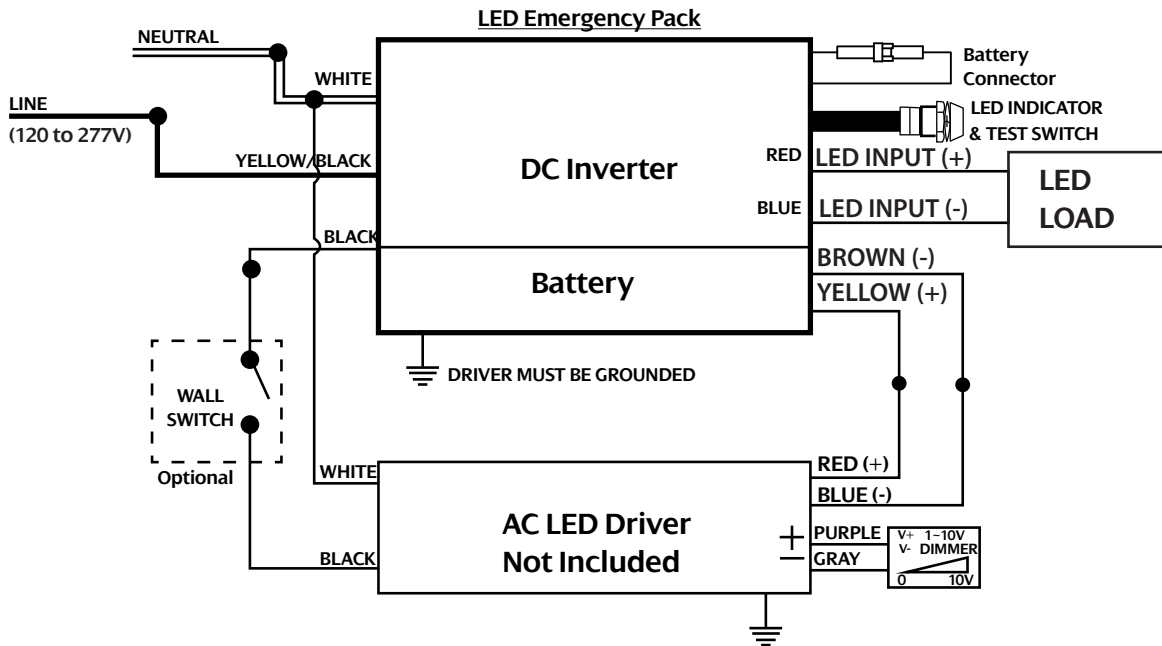 LED Emergency Pack
NEUTRAL
WHITE
LINE
(120 to 277V)
YELLOW/BLACK
BLACK
DC Inverter
Battery
Battery
Connector
LED INDICATOR
& TEST SWITCH
RED
LED INPUT (+)
BLUE
LED INPUT (-)
LED
LOAD
BROWN (-)
YELLOW (+)
DRIVER MUST BE GROUNDED
WALL
SWITCH
Optional
WHITE
BLACK
AC LED Driver
Not Included
RED (+)
BLUE (-)
+ PURPLE
− GRAY
V+ 1~10V
V- DIMMER
0 10V